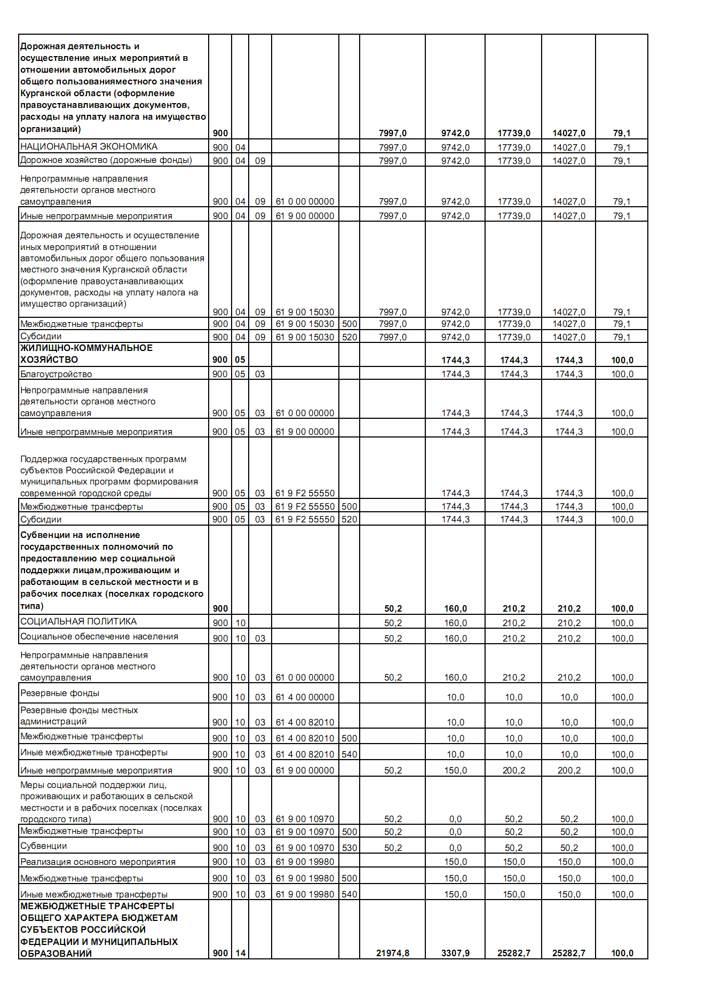 Дорожная деятельность и
осуществление иных мероприятий в
отношении автомобильных дорог
общего пользованияместного значения
Курганской области (оформление
правоустанавливающих документов,
расходы на уплату налога на имущество
организаций) 900 7997,0 9742,0 17739,0 14027,0 79,1
НАЦИОНАЛЬНАЯ ЭКОНОМИКА 900 04 7997,0 9742,0 17739,0 14027,0 79,1
Дорожное хозяйство (дорожные фонды) 900 04 09 7997,0 9742,0 17739,0 14027,0 79,1
Непрограммные направления
деятельности органов местного
самоуправления 900 04 09 61 0 00 00000 7997,0 9742,0 17739,0 14027,0 79,1
Иные непрограммные мероприятия 900 04 09 61 9 00 00000 7997,0 9742,0 17739,0 14027,0 79,1
Дорожная деятельность и осуществление
иных мероприятий в отношении
автомобильных дорог общего пользования
местного значения Курганской области
(оформление правоустанавливающих
документов, расходы на уплату налога на
имущество организаций)
900 04 09 61 9 00 15030 7997,0 9742,0 17739,0 14027,0 79,1
Межбюджетные трансферты 900 04 09 61 9 00 15030 500 7997,0 9742,0 17739,0 14027,0 79,1
Субсидии 900 04 09 61 9 00 15030 520 7997,0 9742,0 17739,0 14027,0 79,1
ЖИЛИЩНО-КОММУНАЛЬНОЕ
ХОЗЯЙСТВО 900 05 1744,3 1744,3 1744,3 100,0
Благоустройство 900 05 03 1744,3 1744,3 1744,3 100,0
Непрограммные направления
деятельности органов местного
самоуправления 900 05 03 61 0 00 00000 1744,3 1744,3 1744,3 100,0
Иные непрограммные мероприятия 900 05 03 61 9 00 00000 1744,3 1744,3 1744,3 100,0
Поддержка государственных программ
субъектов Российской Федерации и
муниципальных программ формирования
современной городской среды 900 05 03 61 9 F2 55550 1744,3 1744,3 1744,3 100,0
Межбюджетные трансферты 900 05 03 61 9 F2 55550 500 1744,3 1744,3 1744,3 100,0
Субсидии 900 05 03 61 9 F2 55550 520 1744,3 1744,3 1744,3 100,0
Субвенции на исполнение
государственных полномочий по
предоставлению мер социальной
поддержки лицам,проживающим и
работающим в сельской местности и в
рабочих поселках (поселках городского
типа) 900 50,2 160,0 210,2 210,2 100,0
СОЦИАЛЬНАЯ ПОЛИТИКА 900 10 50,2 160,0 210,2 210,2 100,0
Социальное обеспечение населения 900 10 03 50,2 160,0 210,2 210,2 100,0
Непрограммные направления
деятельности органов местного
самоуправления 900 10 03 61 0 00 00000 50,2 160,0 210,2 210,2 100,0
Резервные фонды 900 10 03 61 4 00 00000 10,0 10,0 10,0 100,0
Резервные фонды местных
администраций 900 10 03 61 4 00 82010 10,0 10,0 10,0 100,0
Межбюджетные трансферты 900 10 03 61 4 00 82010 500 10,0 10,0 10,0 100,0
Иные межбюджетные трансферты 900 10 03 61 4 00 82010 540 10,0 10,0 10,0 100,0
Иные непрограммные мероприятия 900 10 03 61 9 00 00000 50,2 150,0 200,2 200,2 100,0
Меры социальной поддержки лиц,
проживающих и работающих в сельской
местности и в рабочих поселках (поселках
городского типа) 900 10 03 61 9 00 10970 50,2 0,0 50,2 50,2 100,0
Межбюджетные трансферты 900 10 03 61 9 00 10970 500 50,2 0,0 50,2 50,2 100,0
Субвенции 900 10 03 61 9 00 10970 530 50,2 0,0 50,2 50,2 100,0
Реализация основного мероприятия 900 10 03 61 9 00 19980 150,0 150,0 150,0 100,0
Межбюджетные трансферты 900 10 03 61 9 00 19980 500 150,0 150,0 150,0 100,0
Иные межбюджетные трансферты 900 10 03 61 9 00 19980 540 150,0 150,0 150,0 100,0
МЕЖБЮДЖЕТНЫЕ ТРАНСФЕРТЫ
ОБЩЕГО ХАРАКТЕРА БЮДЖЕТАМ
СУБЪЕКТОВ РОССИЙСКОЙ
ФЕДЕРАЦИИ И МУНИЦИПАЛЬНЫХ
ОБРАЗОВАНИЙ 900 14 21974,8 3307,9 25282,7 25282,7 100,0